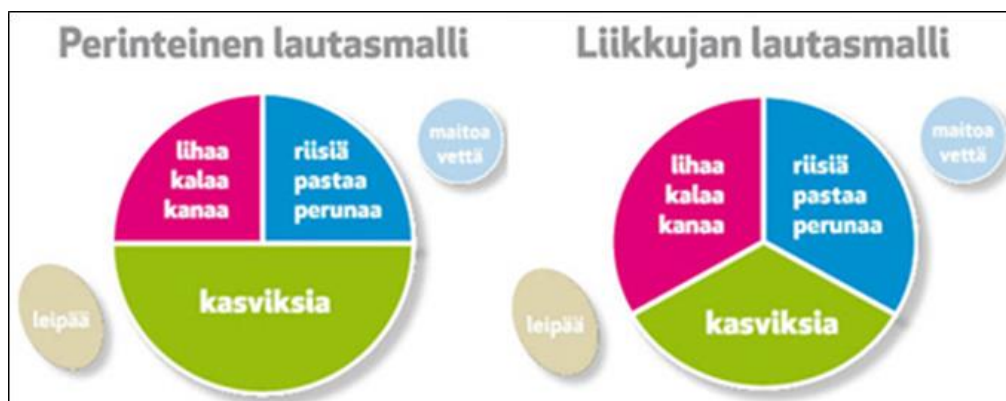 Perinteinen lautasmalli
lihaa
kalaa
kanaa
riisiä
pastaa
perunaa
maitoa
vettä
kasviksia
leipää
Liikkujan lautasmalli
lihaa
kalaa
kanaa
riisiä
pastaa
perunaa
maitoa
vettä
kasviksia
leipää